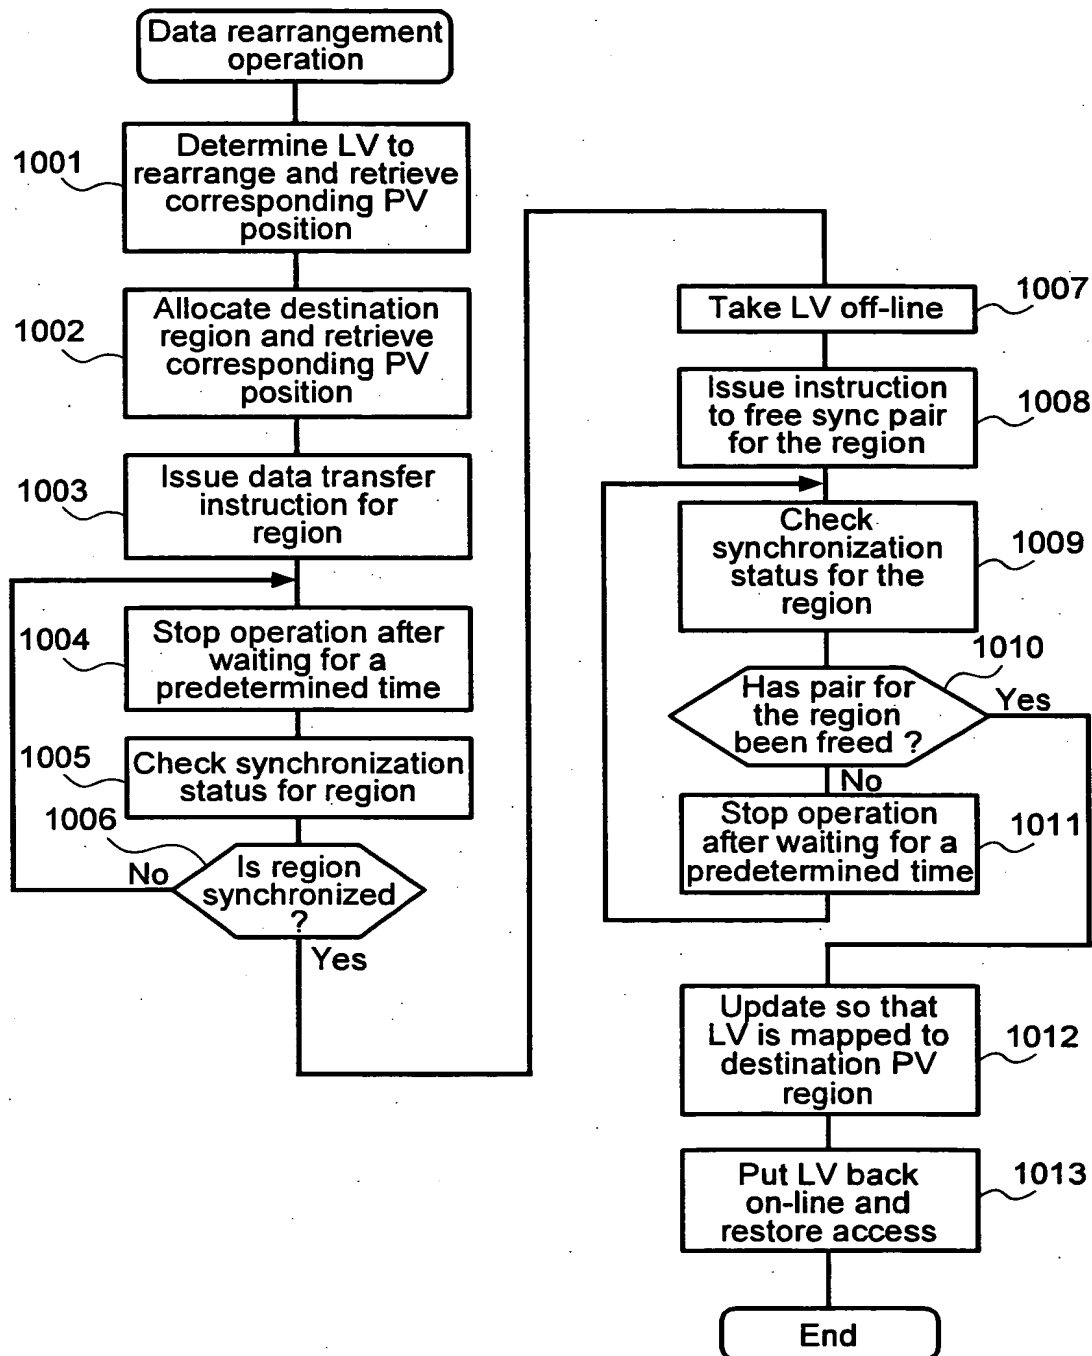 Data rearrangement
operation
1001
Determine LV to
rearrange and retrieve
corresponding PV
position
1002
Allocate destination
region and retrieve
corresponding PV
position
1003
Issue data transfer
instruction for
region
1004
Stop operation after
waiting for a
predetermined time
1005
Check synchronization
status for region
1006
Is region
synchronized
?
No
Yes
Take LV off-line
1007
Issue instruction
to free sync pair
for the region
1008
Check
synchronization
status for the
region
1009
1010
Has pair for
the region
been freed ?
Yes
No
Stop operation
after waiting for a
predetermined time
1011
Update so that
LV is mapped to
destination PV
region
1012
Put LV back
on-line and
restore access
1013
End